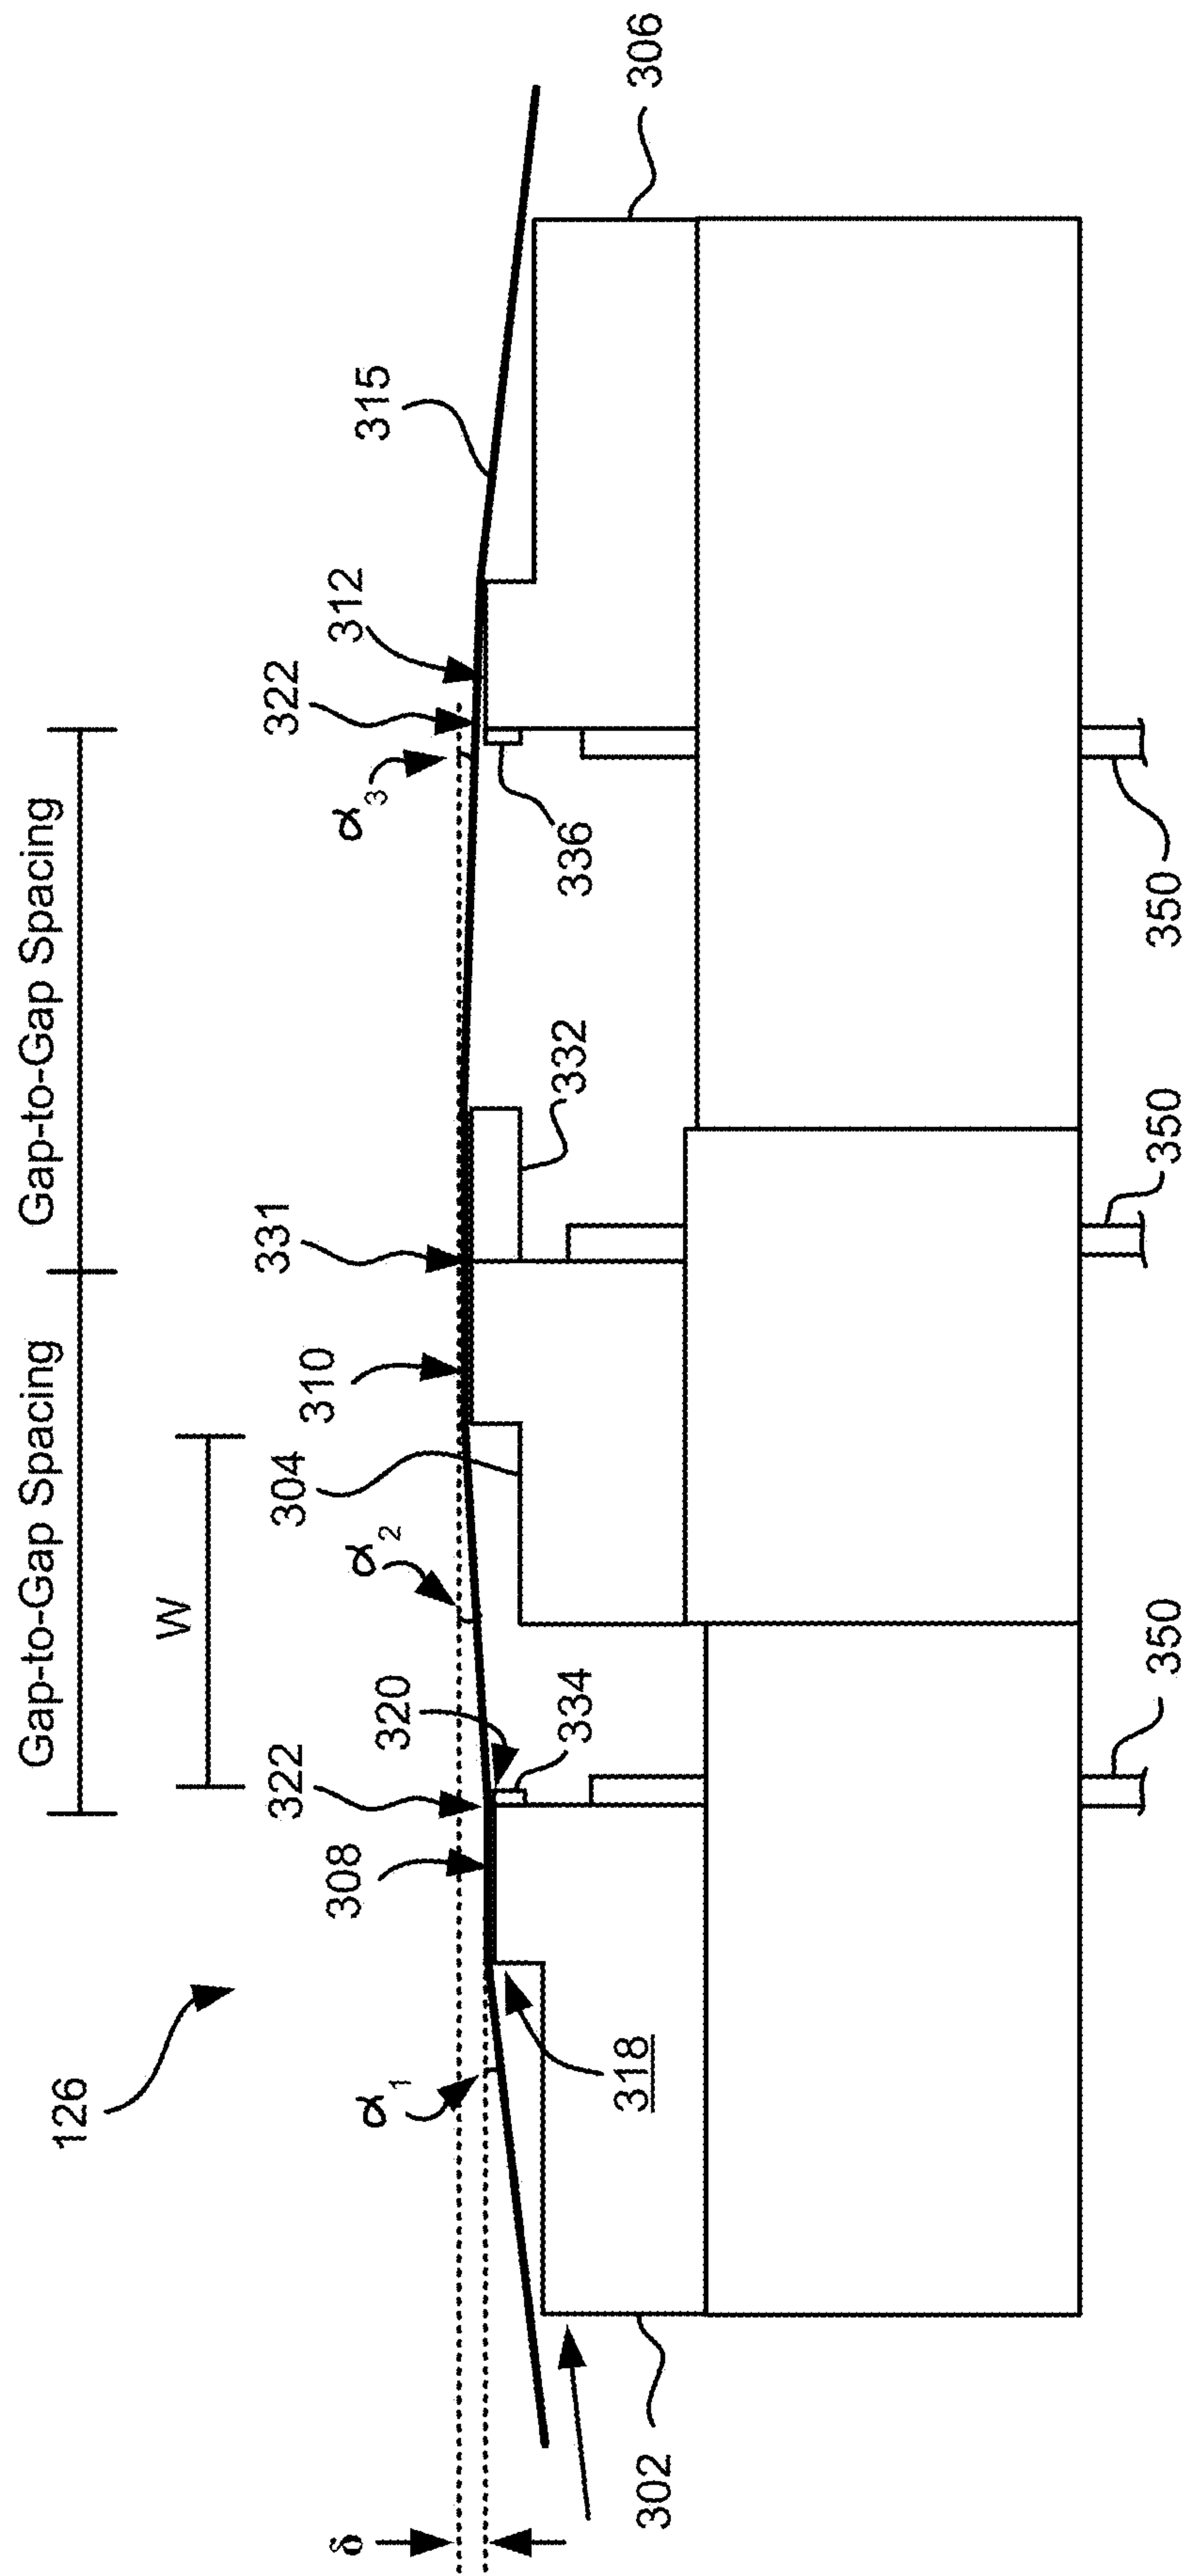 Gap-to-Gap Spacing
Gap-to-Gap Spacing
W
126
α1
α2
α3
δ
308
322
320
334
304
310
331
332
322
312
336
315
306
318
302
350
350
350